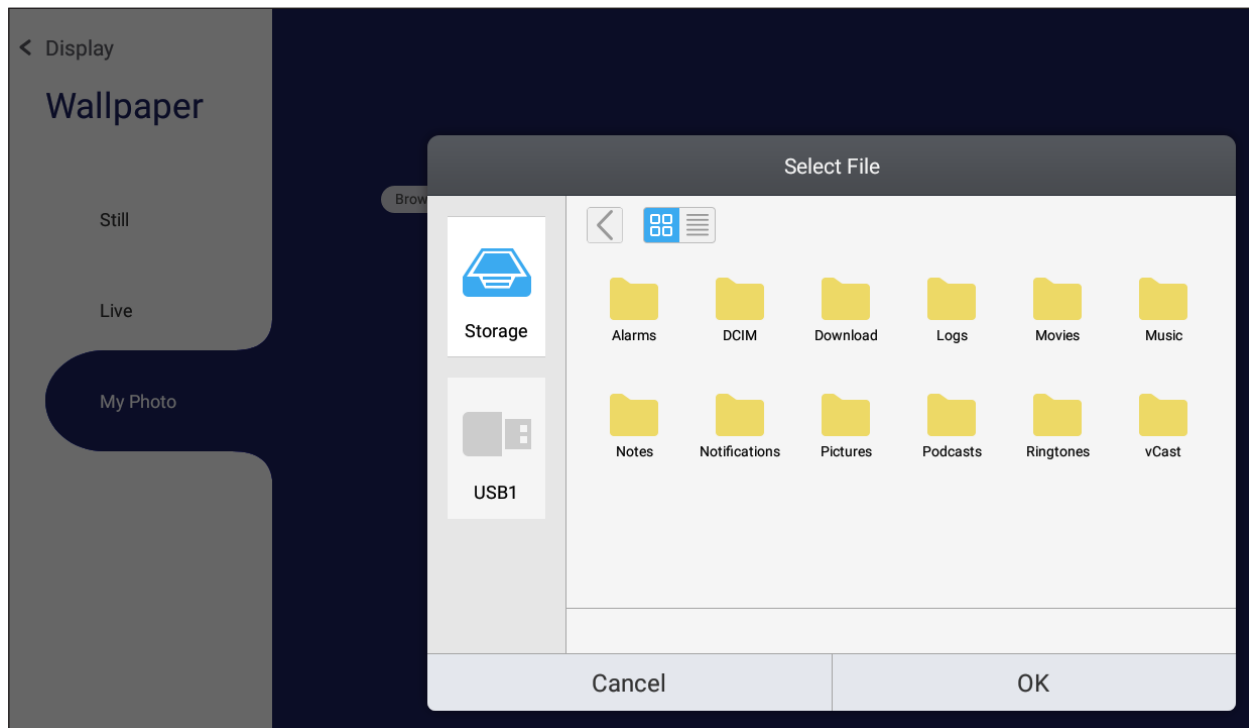 Display
Wallpaper
Still
Live
My Photo
Brow
Select File
Storage
USB1
Alarms DCIM Download Logs Movies Music
Notes Notifications Pictures Podcasts Ringtones vCast
Cancel OK